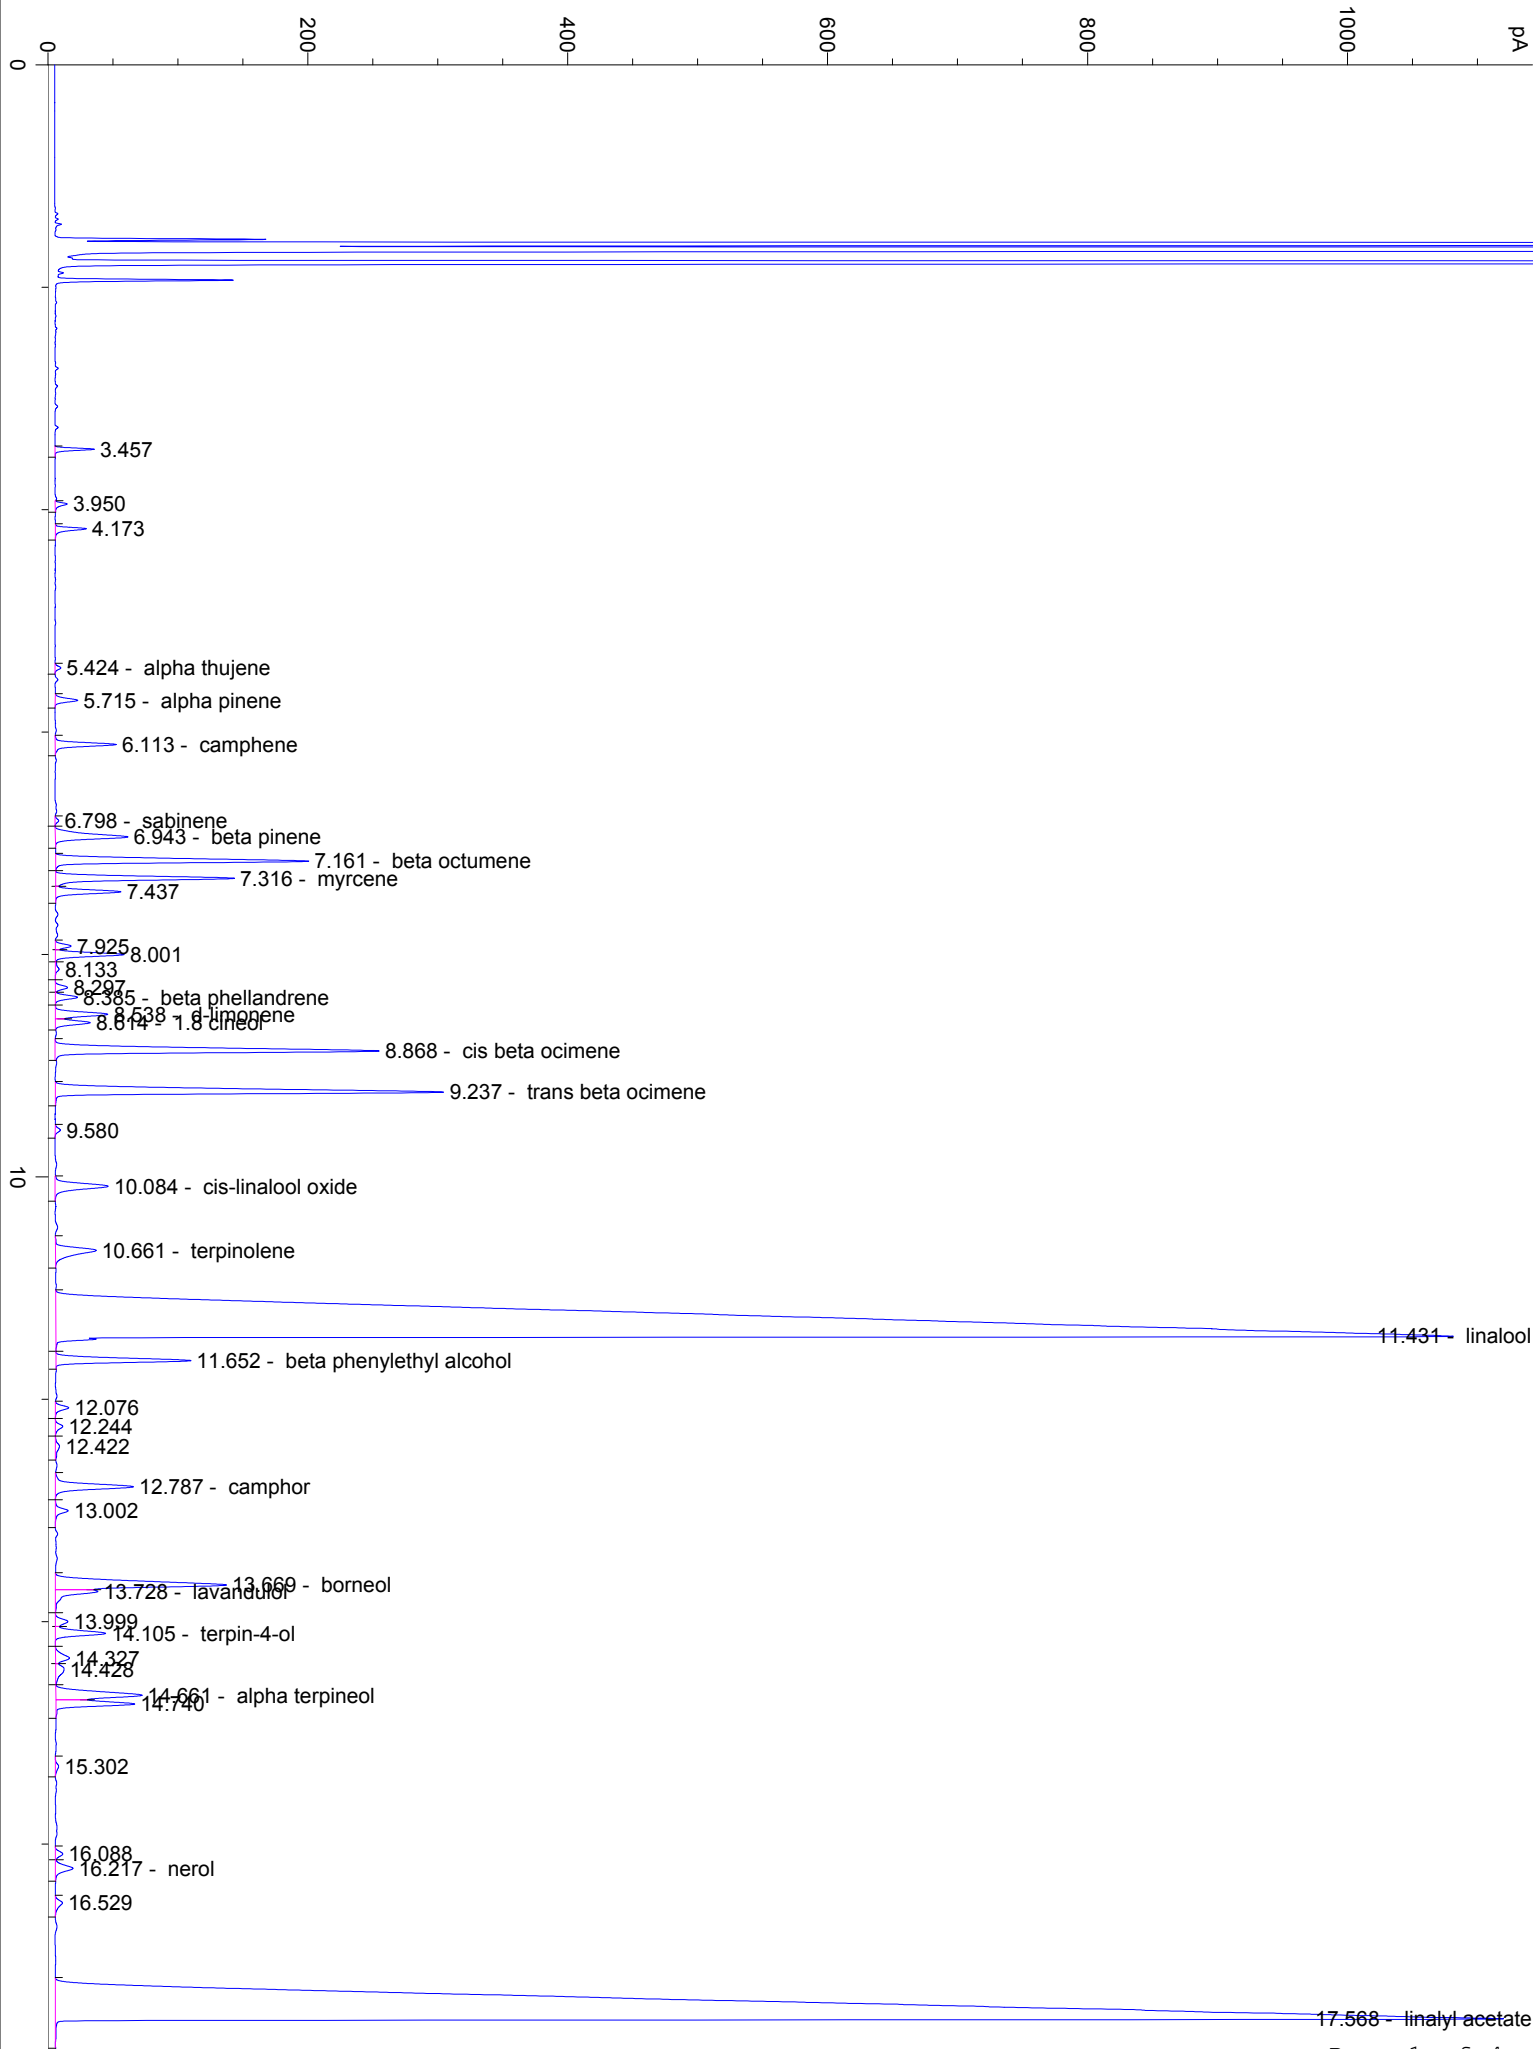 0
200
400
600
800
1000
pA
0
3.457
3.950
4.173
5.424 - alpha thujene
5.715 - alpha pinene
6.113 - camphene
6.798 - sabinene
6.943 - beta pinene
7.161 - beta octumene
7.316 - myrcene
7.437
7.925
8.001
8.133
8.297
8.385 - beta phellandrene
8.538 - d-limonene
8.614 - 1.8 cineol
8.868 - cis beta ocimene
9.237 - trans beta ocimene
9.580
10
10.084 - cis-linalool oxide
10.661 - terpinolene
11.431 - linalool
11.652 - beta phenylethyl alcohol
12.076
12.244
12.422
12.787 - camphor
13.002
13.669 - borneol
13.728 - lavandulol
13.999
14.105 - terpin-4-ol
14.327
14.428
14.661 - alpha terpineol
14.740
15.302
16.088
16.217 - nerol
16.529
17.568 - linalyl acetate